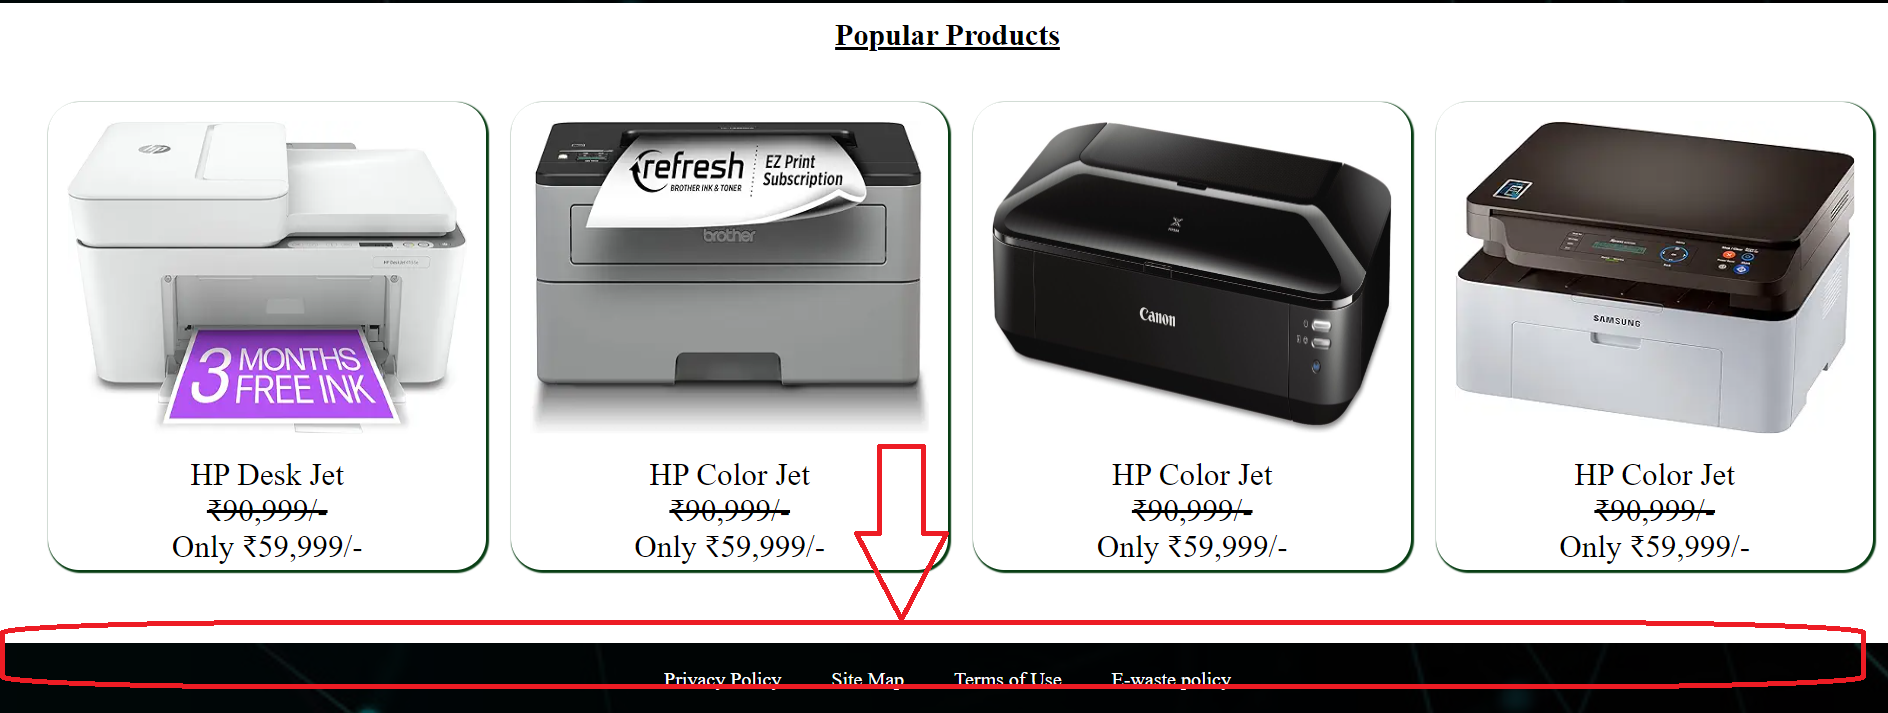 Popular Products
hp
refresh
BROTHER INK & TONER
EZ Print
Subscription
brother
3 MONTHS
FREE INK
Canon
SAMSUNG
HP Desk Jet
₹90,999/-
Only ₹59,999/-
HP Color Jet
₹90,999/-
Only ₹59,999/-
HP Color Jet
₹90,999/-
Only ₹59,999/-
HP Color Jet
₹90,999/-
Only ₹59,999/-
Privacy Policy Site Map Terms of Use E-waste policy